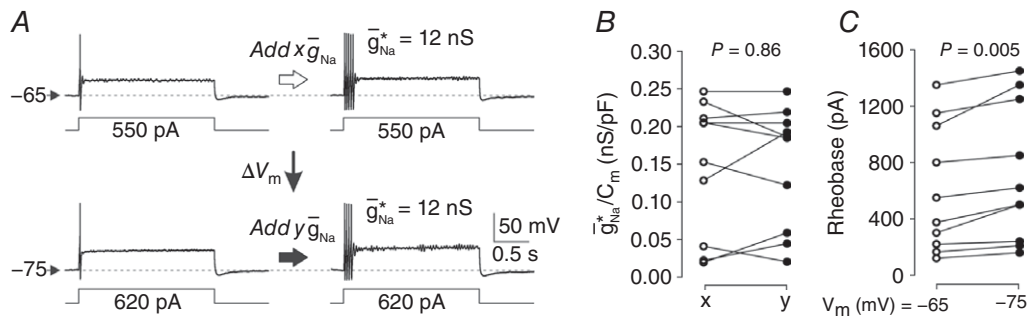 A
Add x ḡNa
ḡ*Na = 12 nS
−65
550 pA
550 pA
ΔVm
Add y ḡNa
ḡ*Na = 12 nS
50 mV
0.5 s
−75
620 pA
620 pA
B
P = 0.86
ḡ*Na/Cm (nS/pF)
0.30
0.25
0.20
0.15
0.10
0.05
0.00
x
y
C
P = 0.005
Rheobase (pA)
1600
1200
800
400
0
Vm (mV) = −65
−75